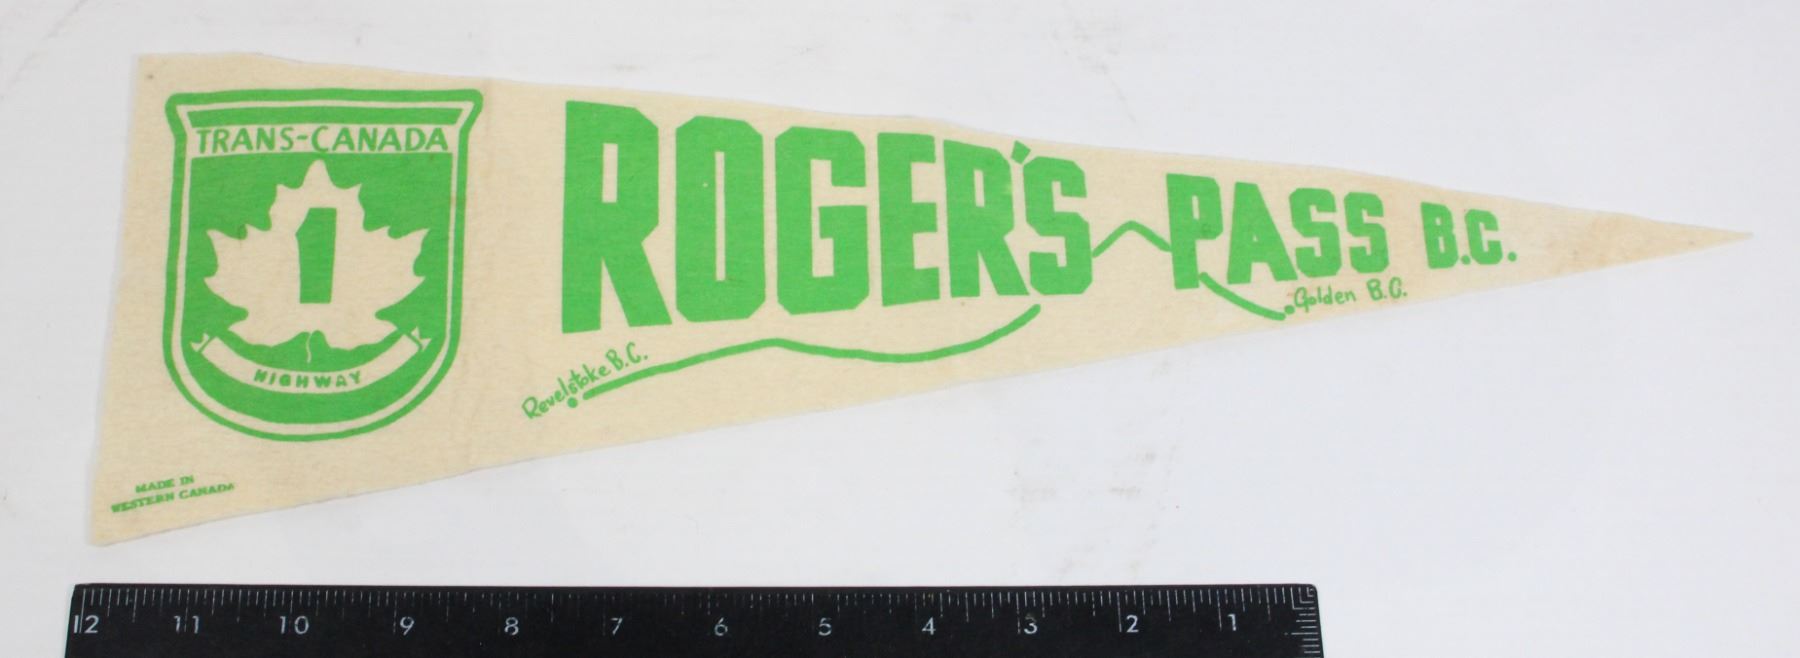 TRANS-CANADA
1
HIGHWAY
MADE IN
WESTERN CANADA
ROGER'S PASS B.C.
Revelstoke B.C.
Golden B.C.
12 11 10 9 8 7 6 5 4 3 2 1